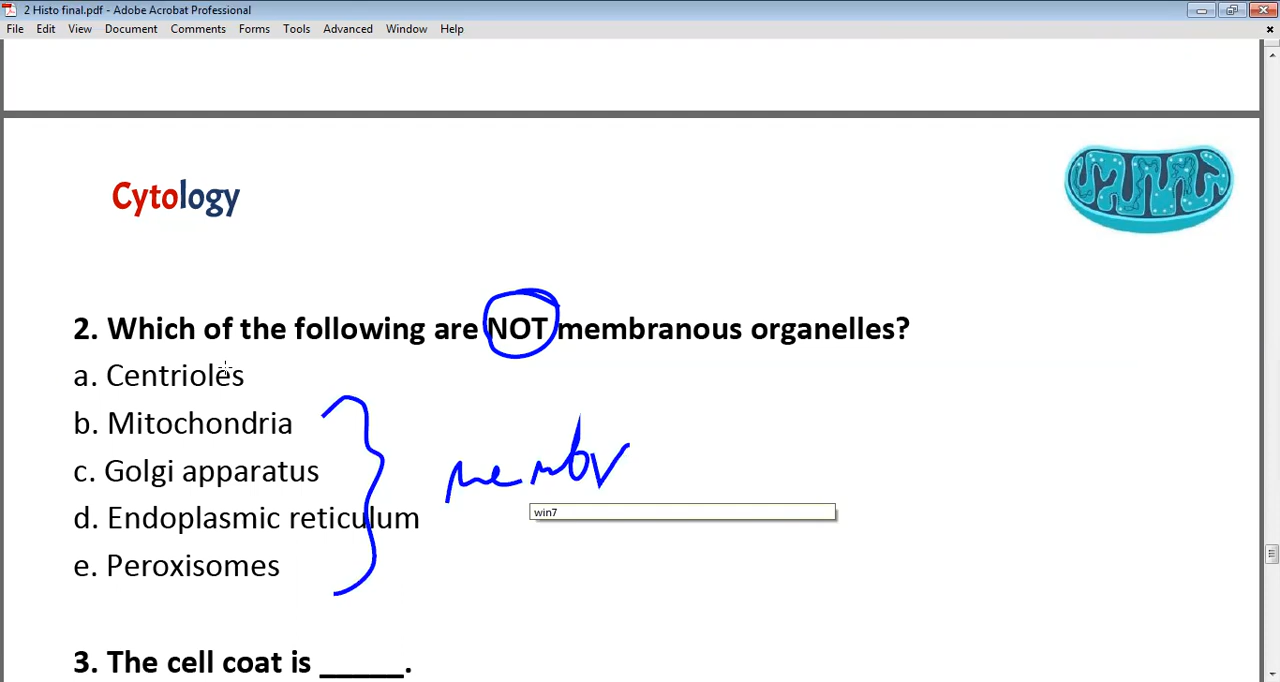 2 Histo final.pdf - Adobe Acrobat Professional
File Edit View Document Comments Forms Tools Advanced Window Help
Cytology
2. Which of the following are NOT membranous organelles?
a. Centrioles
b. Mitochondria
c. Golgi apparatus
d. Endoplasmic reticulum
e. Peroxisomes
membr
win7
3. The cell coat is _____.